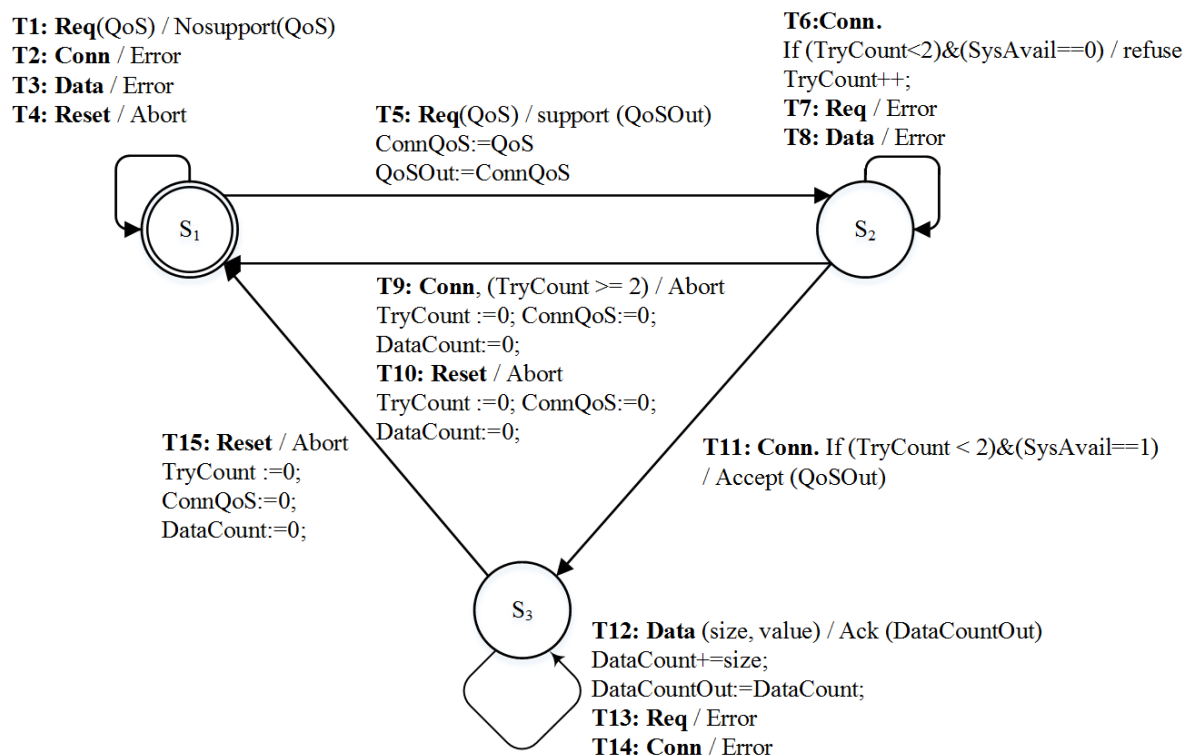 T1: Req(QoS) / Nosupport(QoS)
T2: Conn / Error
T3: Data / Error
T4: Reset / Abort
T5: Req(QoS) / support (QoSOut)
ConnQoS:=QoS
QoSOut:=ConnQoS
T6:Conn.
If (TryCount<2)&(SysAvail==0) / refuse
TryCount++;
T7: Req / Error
T8: Data / Error
S1
S2
T9: Conn, (TryCount >= 2) / Abort
TryCount :=0; ConnQoS:=0;
DataCount:=0;
T10: Reset / Abort
TryCount :=0; ConnQoS:=0;
DataCount:=0;
T15: Reset / Abort
TryCount :=0;
ConnQoS:=0;
DataCount:=0;
T11: Conn. If (TryCount < 2)&(SysAvail==1)
/ Accept (QoSOut)
S3
T12: Data (size, value) / Ack (DataCountOut)
DataCount+=size;
DataCountOut:=DataCount;
T13: Req / Error
T14: Conn / Error